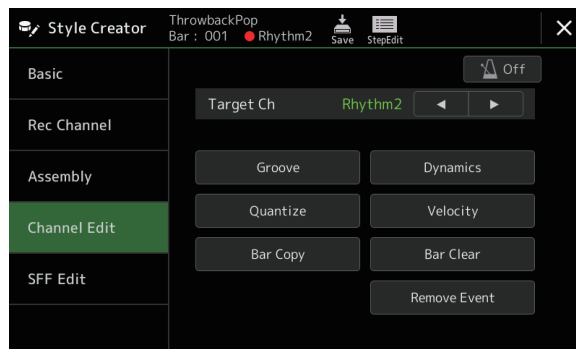 Style Creator
ThrowbackPop
Bar : 001 Rhythm2
Save
StepEdit
Basic
Rec Channel
Assembly
Channel Edit
SFF Edit
Off
Target Ch Rhythm2
Groove Dynamics
Quantize Velocity
Bar Copy Bar Clear
Remove Event